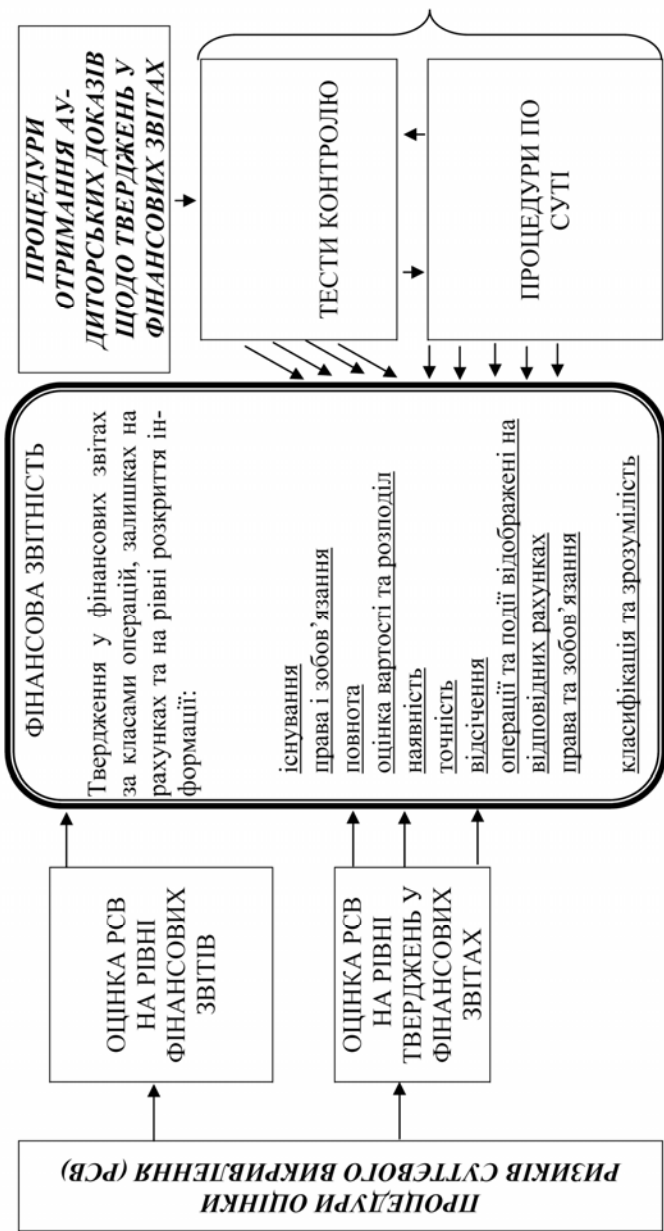 ПРОЦЕДУРИ ОЦІНКИ
РИЗИКІВ СУТТЄВОГО ВИКРИВЛЕННЯ (РСВ)
ОЦІНКА РСВ
НА РІВНІ
ФІНАНСОВИХ
ЗВІТІВ
ОЦІНКА РСВ
НА РІВНІ
ТВЕРДЖЕНЬ У
ФІНАНСОВИХ
ЗВІТАХ
ФІНАНСОВА ЗВІТНІСТЬ
Твердження у фінансових звітах
за класами операцій, залишках на
рахунках та на рівні розкриття ін-
формації:
існування
права і зобов’язання
повнота
оцінка вартості та розподіл
наявність
точність
відсічення
операції та події відображені на
відповідних рахунках
права та зобов’язання
класифікація та зрозумілість
ПРОЦЕДУРИ
ОТРИМАННЯ АУ-
ДИТОРСЬКИХ ДОКАЗІВ
ЩОДО ТВЕРДЖЕНЬ У
ФІНАНСОВИХ ЗВІТАХ
ТЕСТИ КОНТРОЛЮ
ПРОЦЕДУРИ ПО
СУТІ